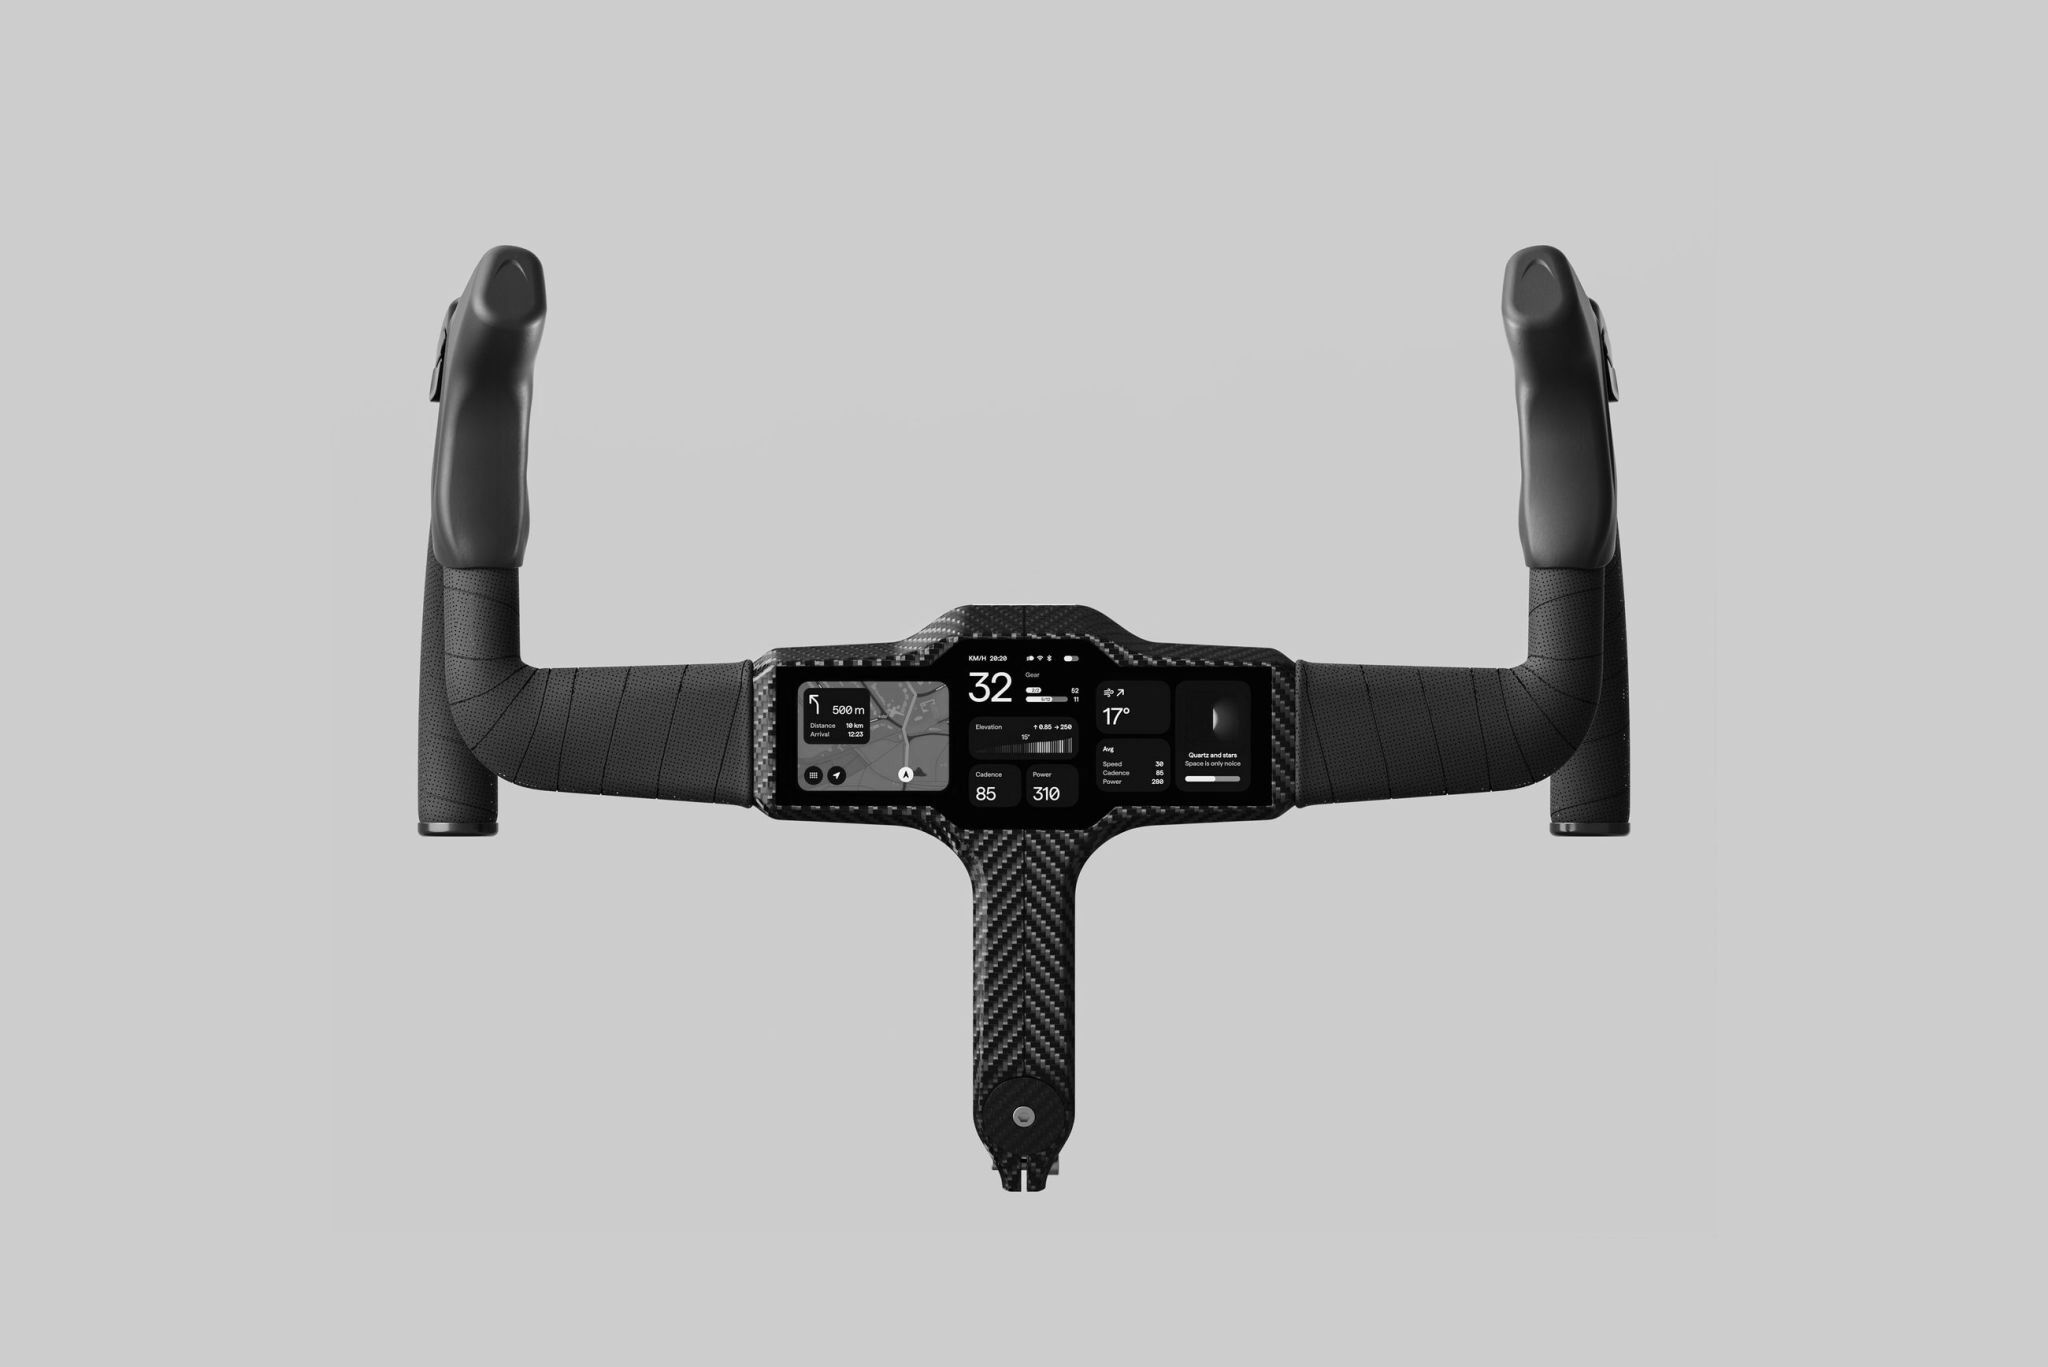 500 m
Distance 10 km
Arrival 12:23
KM/H 20:20
32
Gear
2/2 52
11
Elevation ↑ 0.85 → 250
15°
Cadence
85
Power
310
17°
Avg
Speed 30
Cadence 85
Power 280
Quartz and stars
Space is only noice